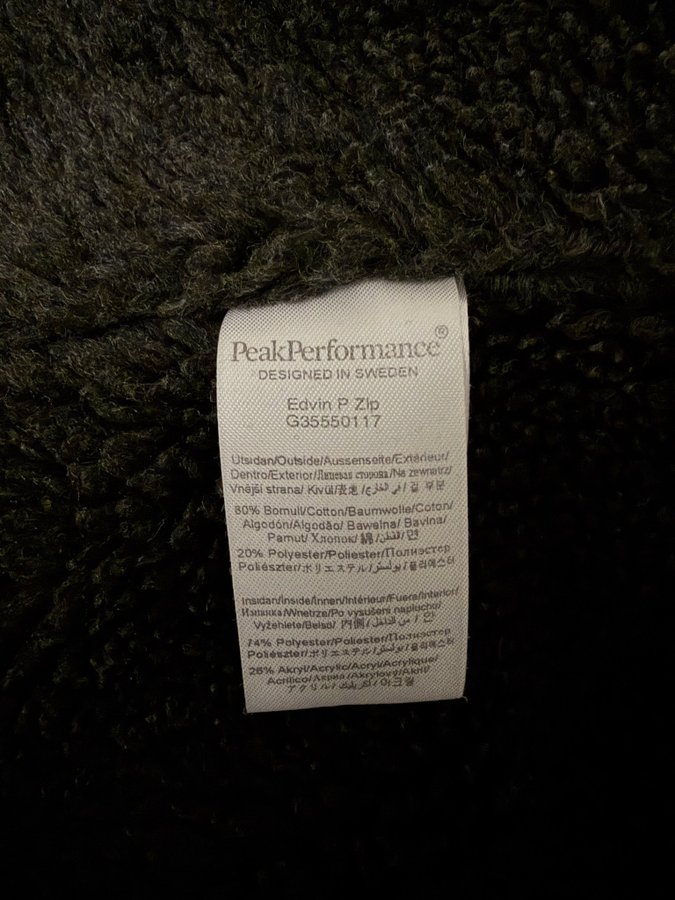 PeakPerformance®
DESIGNED IN SWEDEN
Edvin P Zip
G35550117
Utsidan/Outside/Aussenseite/Extérieur/
Dentro/Exterior/Лицевая сторона/Na zewnątrz/
Vnější strana/ Kívül/表地/في الخارج/겉 부분
80% Bomull/Cotton/Baumwolle/Coton/
Algodón/Algodão/ Bawełna/ Bavlna/
Pamut/ Хлопок/ 綿/القطن/면
20% Polyester/Poliester/Полиэстер
Poliészter/ポリエステル/بوليستر/폴리에스터
Insidan/Inside/Innen/Intérieur/Fuera/Interior/
Изнанка/Wnetrze/Po vysušení naplocho/
Vyžehlete/Belső/ 内側/من الداخل/안
74% Polyester/Poliester/Полиэстер
Poliészter/ポリエステル/بوليستر/폴리에스터
26% Akryl/Acrylic/Acryl/Acrylique/
Acrílico/Акрил/Akrylový/Akril/
アクリル/أكريليك/아크릴